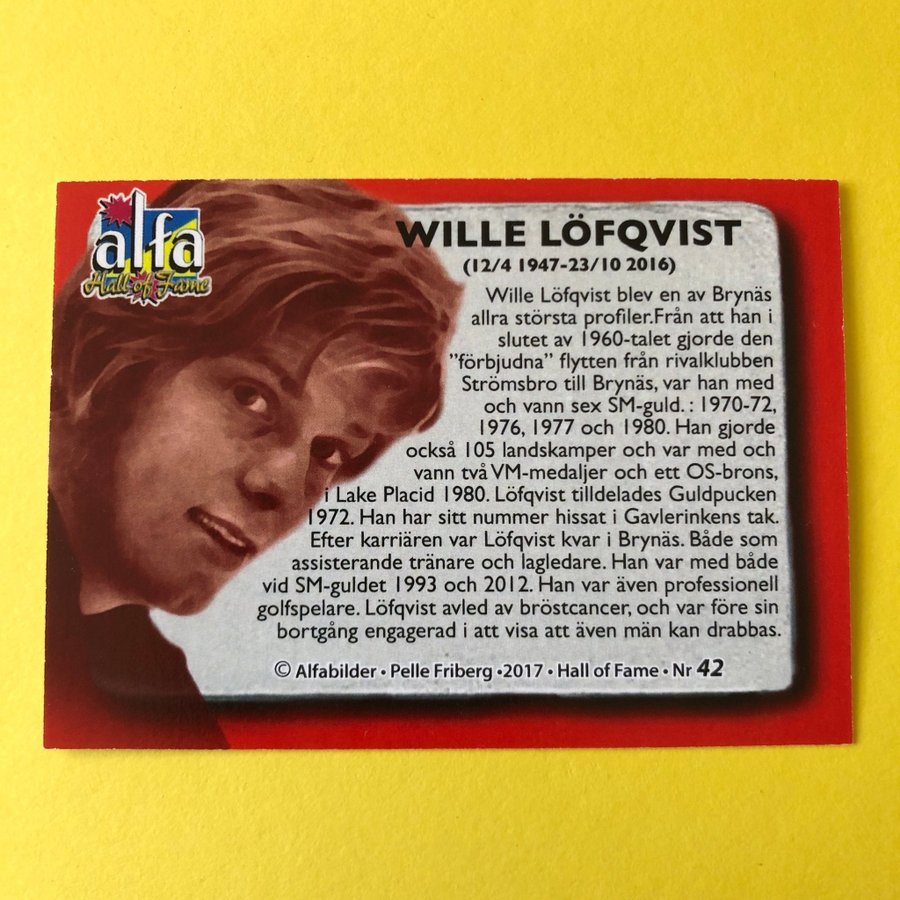 alfa
Hall of Fame
WILLE LÖFQVIST
(12/4 1947-23/10 2016)
Wille Löfqvist blev en av Brynäs
allra största profiler.Från att han i
slutet av 1960-talet gjorde den
”förbjudna” flytten från rivalklubben
Strömsbro till Brynäs, var han med
och vann sex SM-guld. : 1970-72,
1976, 1977 och 1980. Han gjorde
också 105 landskamper och var med och
vann två VM-medaljer och ett OS-brons,
i Lake Placid 1980. Löfqvist tilldelades Guldpucken
1972. Han har sitt nummer hissat i Gavlerinkens tak.
Efter karriären var Löfqvist kvar i Brynäs. Både som
assisterande tränare och lagledare. Han var med både
vid SM-guldet 1993 och 2012. Han var även professionell
golfspelare. Löfqvist avled av bröstcancer, och var före sin
bortgång engagerad i att visa att även män kan drabbas.
© Alfabilder • Pelle Friberg •2017 • Hall of Fame • Nr 42